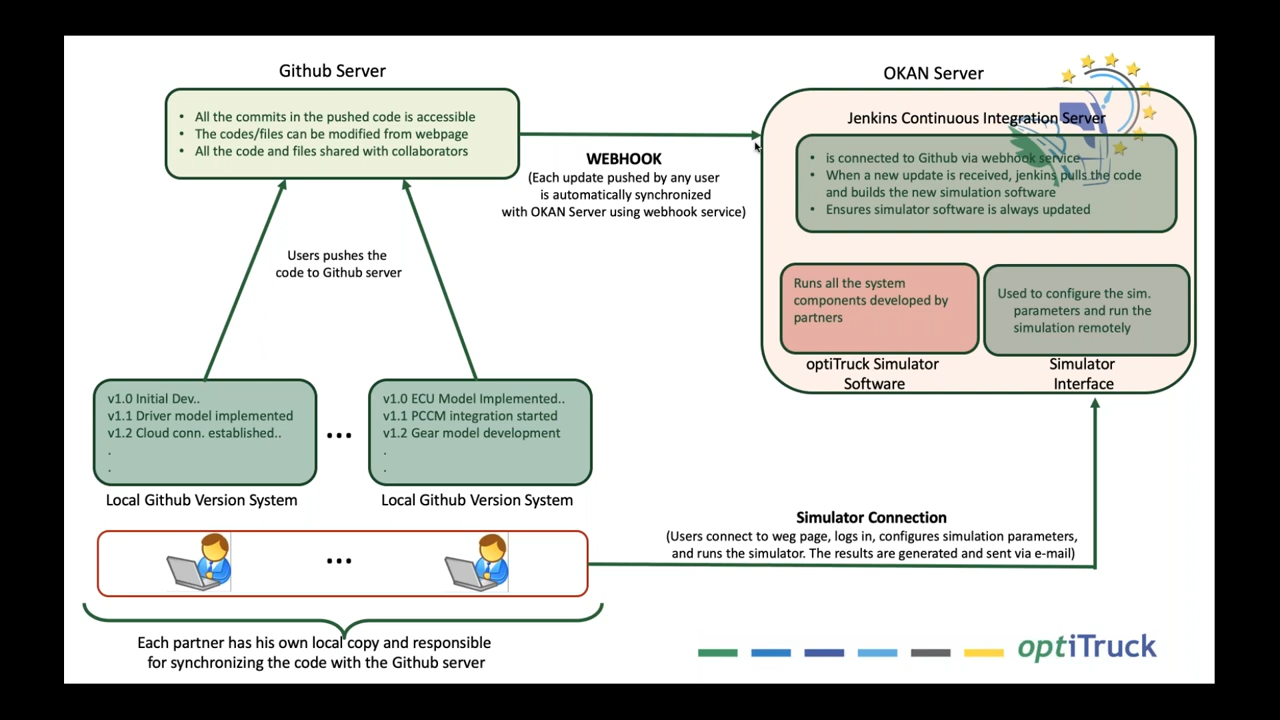 Github Server
• All the commits in the pushed code is accessible
• The codes/files can be modified from webpage
• All the code and files shared with collaborators
WEBHOOK
(Each update pushed by any user
is automatically synchronized
with OKAN Server using webhook service)
OKAN Server
Jenkins Continuous Integration Server
• is connected to Github via webhook service
• When a new update is received, jenkins pulls the code
and builds the new simulation software
• Ensures simulator software is always updated
Runs all the system
components developed by
partners
optiTruck Simulator
Software
Used to configure the sim.
parameters and run the
simulation remotely
Simulator
Interface
Users pushes the
code to Github server
v1.0 Initial Dev..
v1.1 Driver model implemented
v1.2 Cloud conn. established..
.
.
Local Github Version System
...
v1.0 ECU Model Implemented..
v1.1 PCCM integration started
v1.2 Gear model development
.
.
Local Github Version System
...
Simulator Connection
(Users connect to weg page, logs in, configures simulation parameters,
and runs the simulator. The results are generated and sent via e-mail)
Each partner has his own local copy and responsible
for synchronizing the code with the Github server
optiTruck